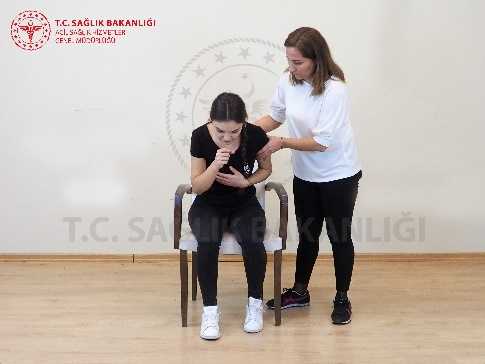 T.C. SAĞLIK BAKANLIĞI
ACİL SAĞLIK HİZMETLERİ
GENEL MÜDÜRLÜĞÜ
T.C. SAĞLIK BAKANLIĞI